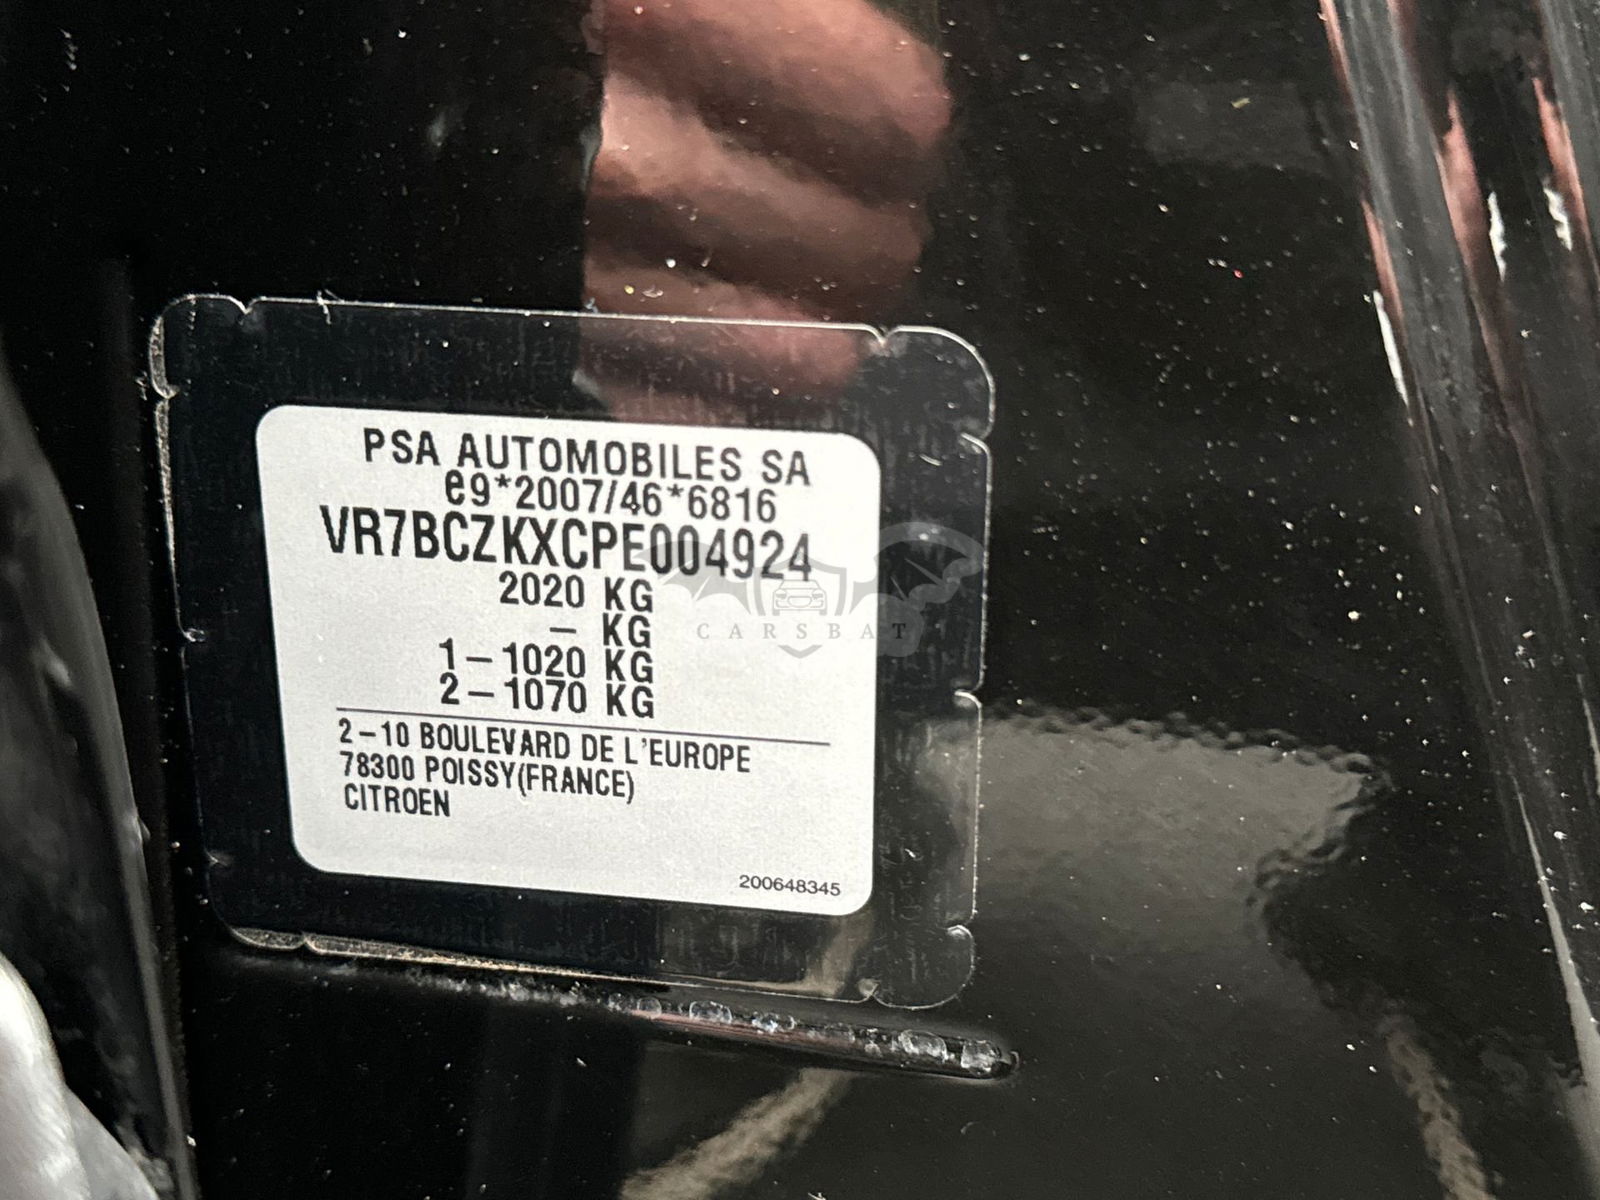 PSA AUTOMOBILES SA
e9*2007/46*6816
VR7BCZKXCPE004924
2020 KG
- KG
1-1020 KG
2-1070 KG
2-10 BOULEVARD DE L'EUROPE
78300 POISSY(FRANCE)
CITROEN
200648345
CARSBAT